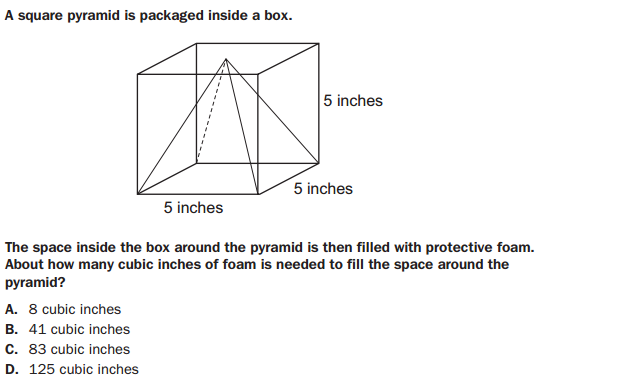 A square pyramid is packaged inside a box.
5 inches
5 inches
5 inches
The space inside the box around the pyramid is then filled with protective foam.
About how many cubic inches of foam is needed to fill the space around the
pyramid?
A. 8 cubic inches
B. 41 cubic inches
C. 83 cubic inches
D. 125 cubic inches